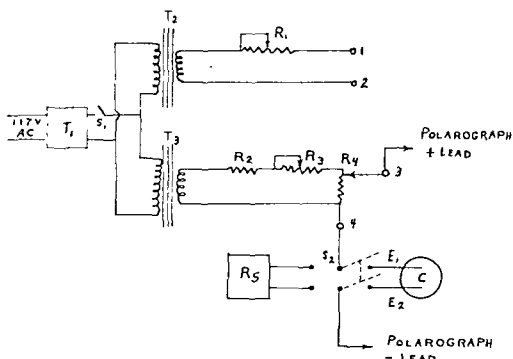 T2
R1
1
2
117V
AC
T1
S1
T3
R2
R3
R4
3
POLAROGRAPH
+ LEAD
4
S2
E1
RS
C
E2
POLAROGRAPH
- LEAD